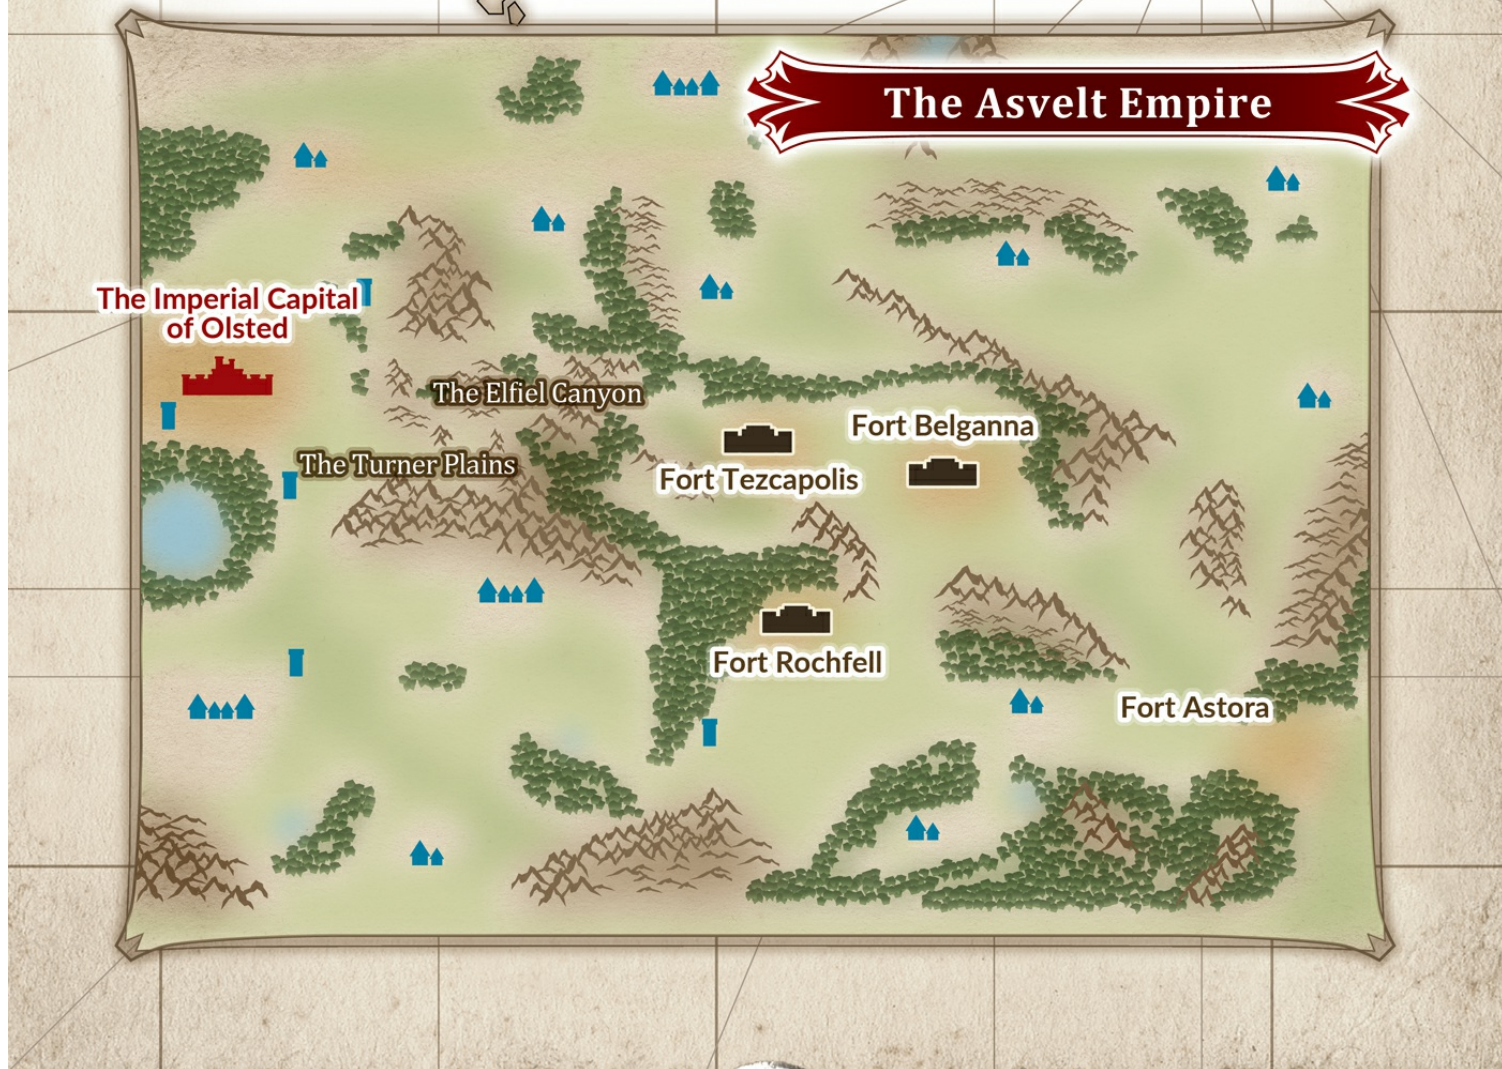 The Asvelt Empire
The Imperial Capital
of Olsted
The Elfiel Canyon
Fort Belganna
The Turner Plains
Fort Tezcapolis
Fort Rochfell
Fort Astora